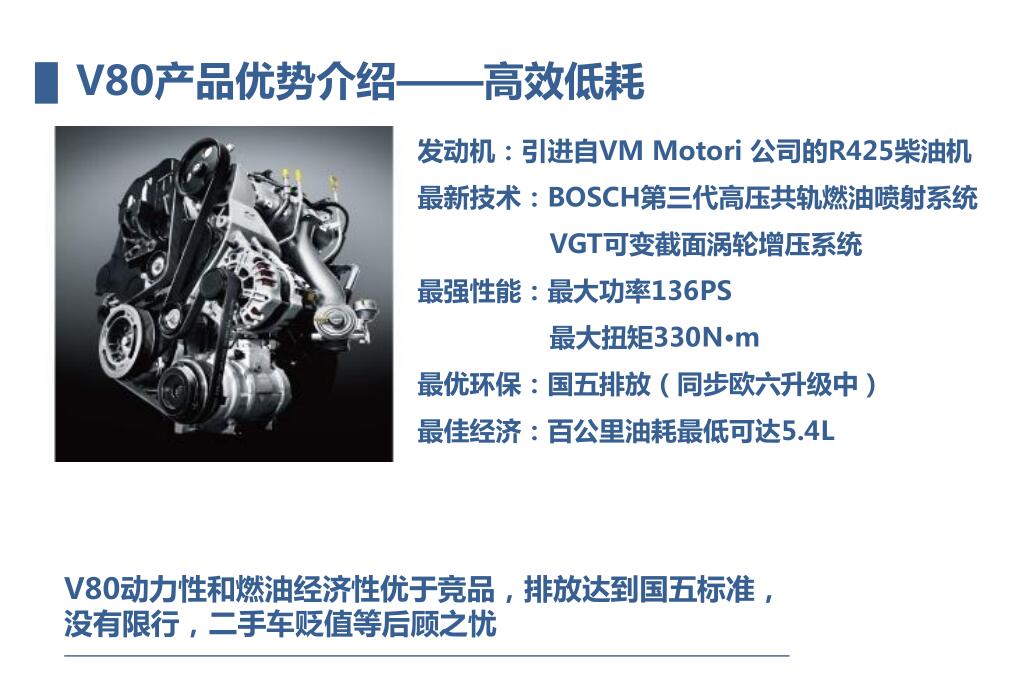 V80产品优势介绍——高效低耗
发动机：引进自VM Motori 公司的R425柴油机
最新技术：BOSCH第三代高压共轨燃油喷射系统
VGT可变截面涡轮增压系统
最强性能：最大功率136PS
最大扭矩330N·m
最优环保：国五排放（同步欧六升级中）
最佳经济：百公里油耗最低可达5.4L
V80动力性和燃油经济性优于竞品，排放达到国五标准，
没有限行，二手车贬值等后顾之忧